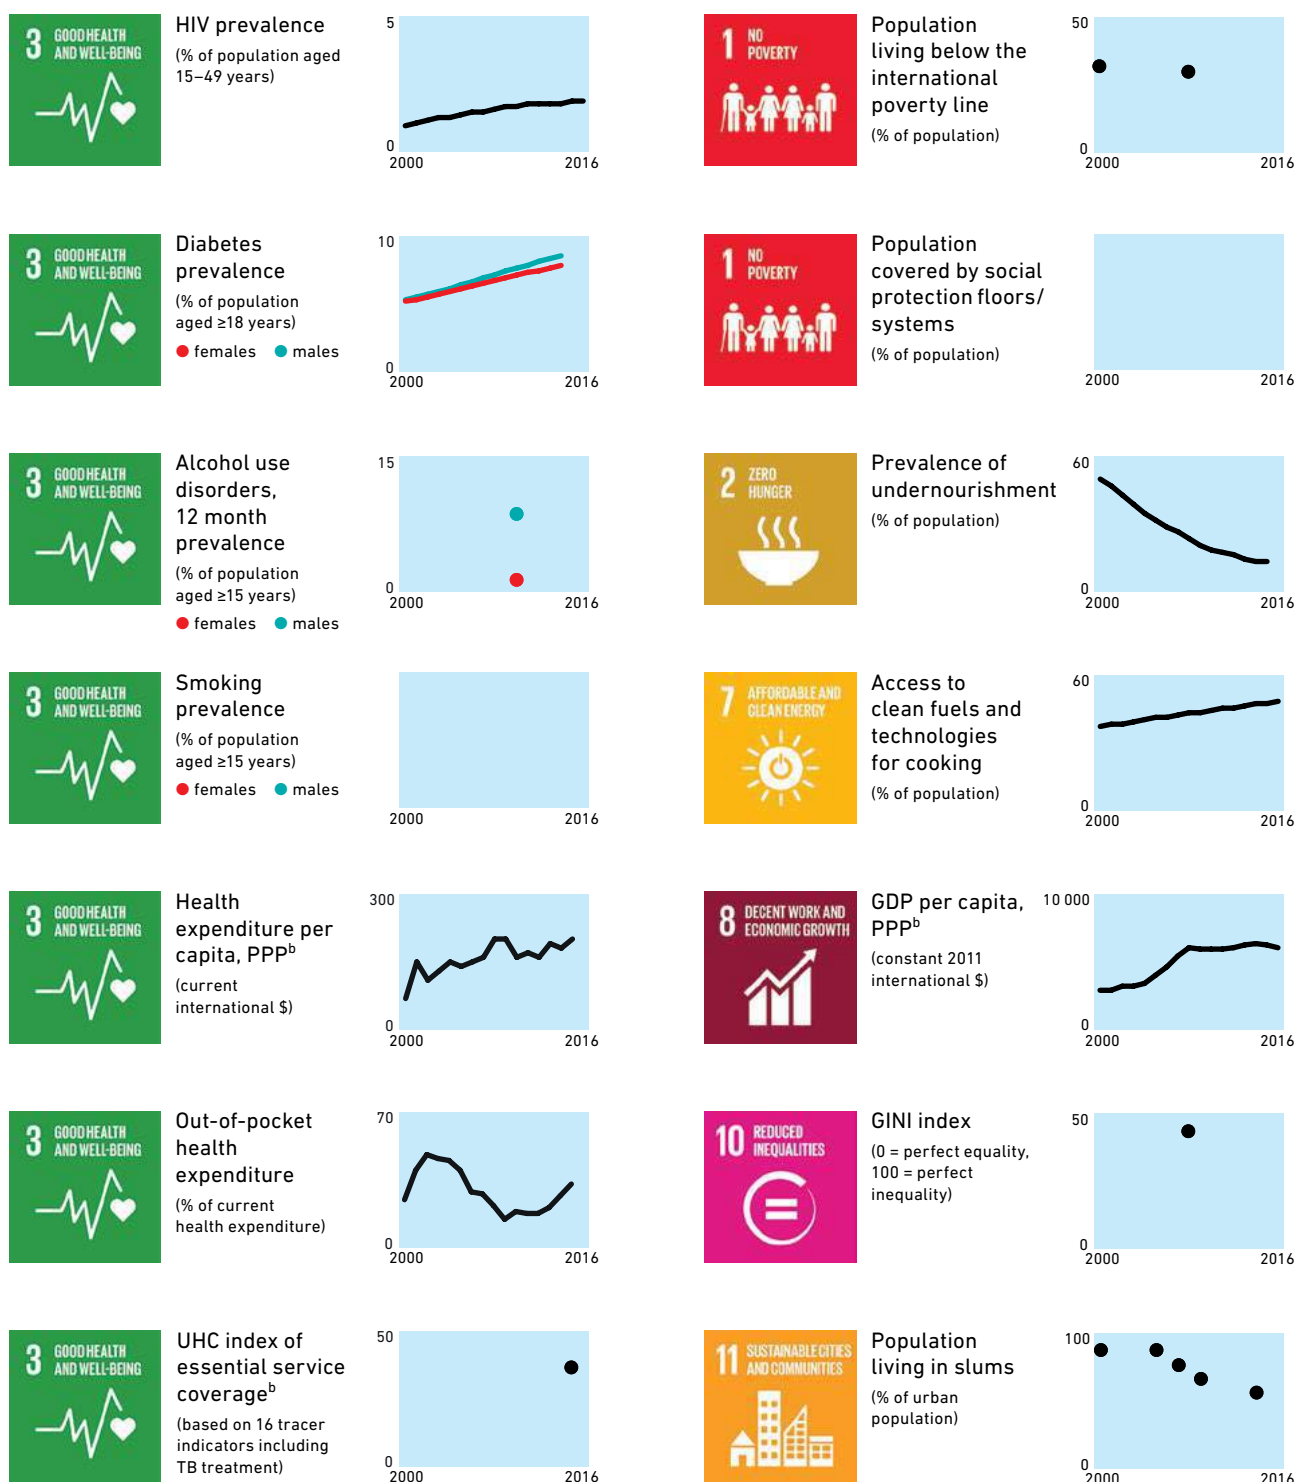 3 GOOD HEALTH
AND WELL-BEING
HIV prevalence
(% of population aged
15–49 years)
5
0
2000 2016
1 NO
POVERTY
Population
living below the
international
poverty line
(% of population)
50
0
2000 2016
3 GOOD HEALTH
AND WELL-BEING
Diabetes
prevalence
(% of population
aged ≥18 years)
females males
10
0
2000 2016
1 NO
POVERTY
Population
covered by social
protection floors/
systems
(% of population)
2000 2016
3 GOOD HEALTH
AND WELL-BEING
Alcohol use
disorders,
12 month
prevalence
(% of population
aged ≥15 years)
females males
15
0
2000 2016
2 ZERO
HUNGER
Prevalence of
undernourishment
(% of population)
60
0
2000 2016
3 GOOD HEALTH
AND WELL-BEING
Smoking
prevalence
(% of population
aged ≥15 years)
females males
2000 2016
7 AFFORDABLE AND
CLEAN ENERGY
Access to
clean fuels and
technologies
for cooking
(% of population)
60
0
2000 2016
3 GOOD HEALTH
AND WELL-BEING
Health
expenditure per
capita, PPPᵇ
(current
international $)
300
0
2000 2016
8 DECENT WORK AND
ECONOMIC GROWTH
GDP per capita,
PPPᵇ
(constant 2011
international $)
10 000
0
2000 2016
3 GOOD HEALTH
AND WELL-BEING
Out-of-pocket
health
expenditure
(% of current
health expenditure)
70
0
2000 2016
10 REDUCED
INEQUALITIES
GINI index
(0 = perfect equality,
100 = perfect
inequality)
50
0
2000 2016
3 GOOD HEALTH
AND WELL-BEING
UHC index of
essential service
coverageᵇ
(based on 16 tracer
indicators including
TB treatment)
50
0
2000 2016
11 SUSTAINABLE CITIES
AND COMMUNITIES
Population
living in slums
(% of urban
population)
100
0
2000 2016